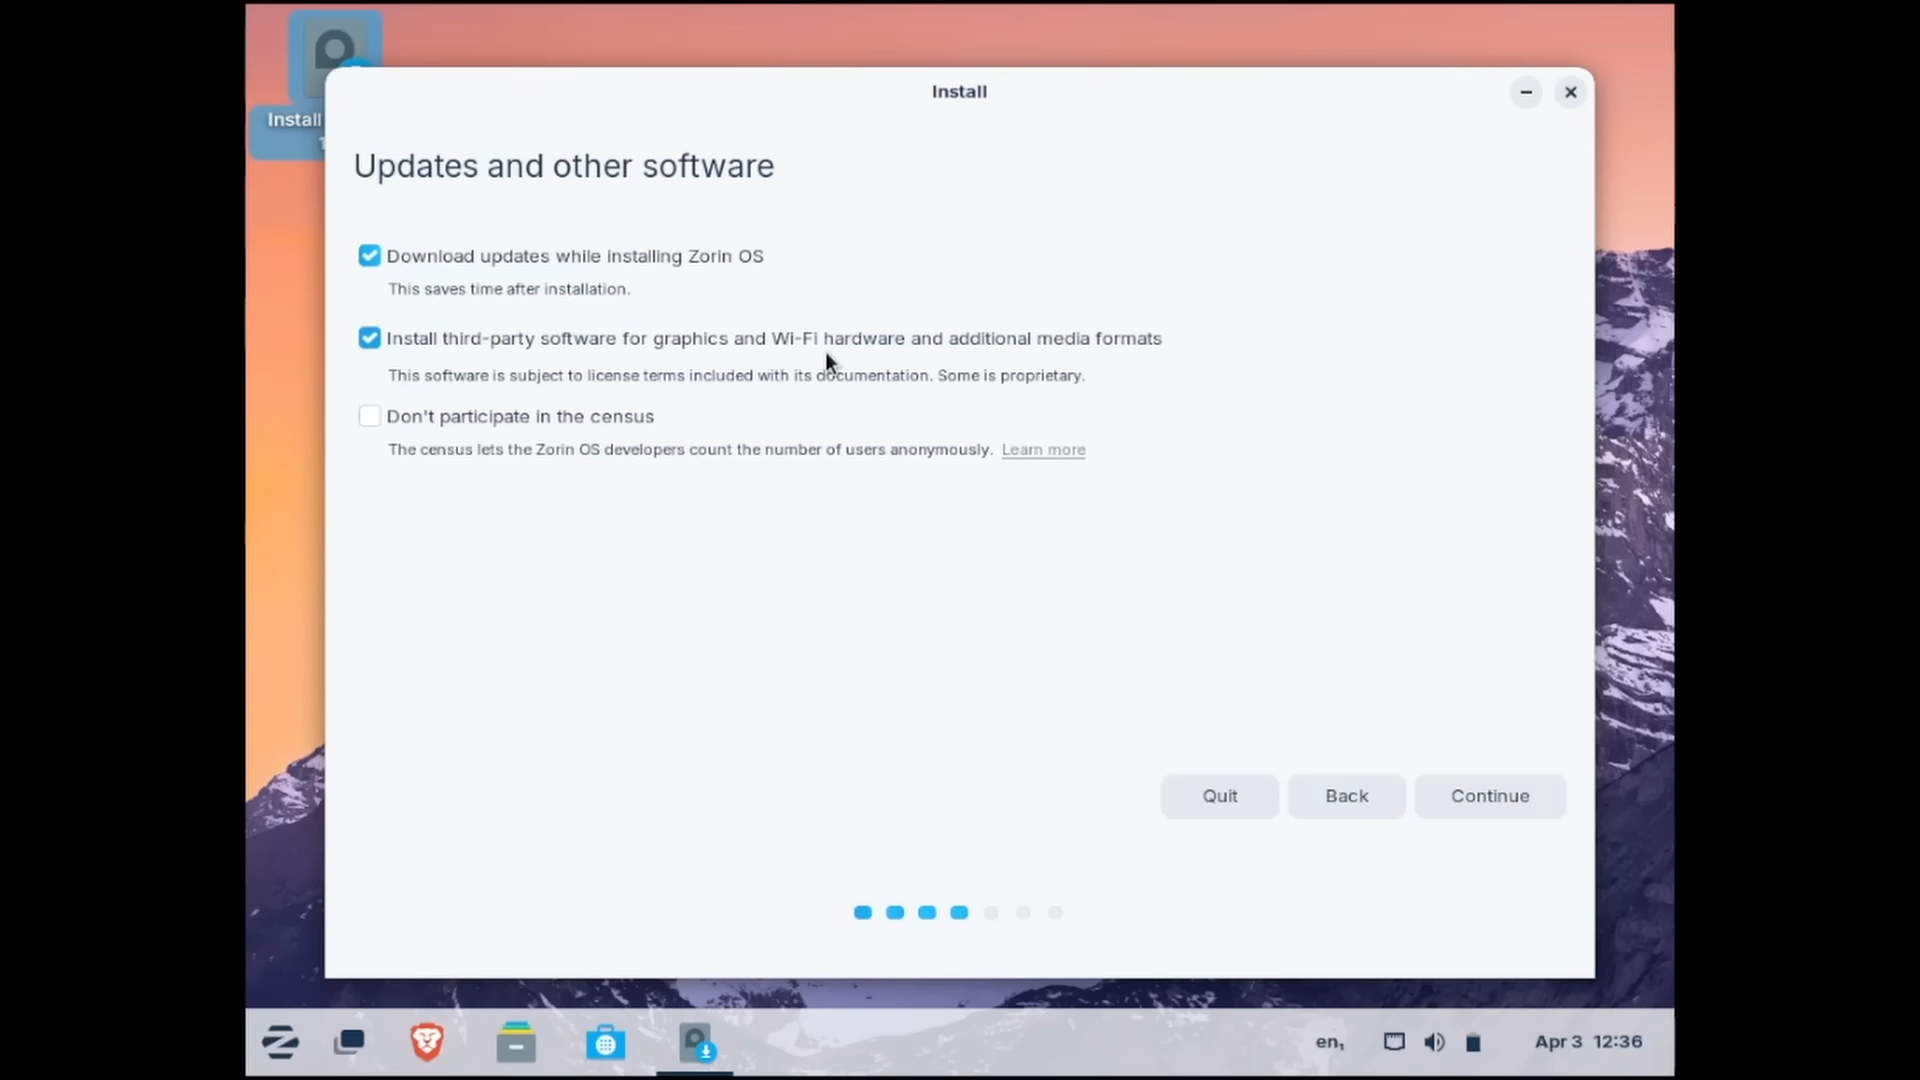 Install
Install
Updates and other software
Download updates while installing Zorin OS
This saves time after installation.
Install third-party software for graphics and Wi-Fi hardware and additional media formats
This software is subject to license terms included with its documentation. Some is proprietary.
Don't participate in the census
The census lets the Zorin OS developers count the number of users anonymously. Learn more
Quit
Back
Continue
en₁
Apr 3 12:36